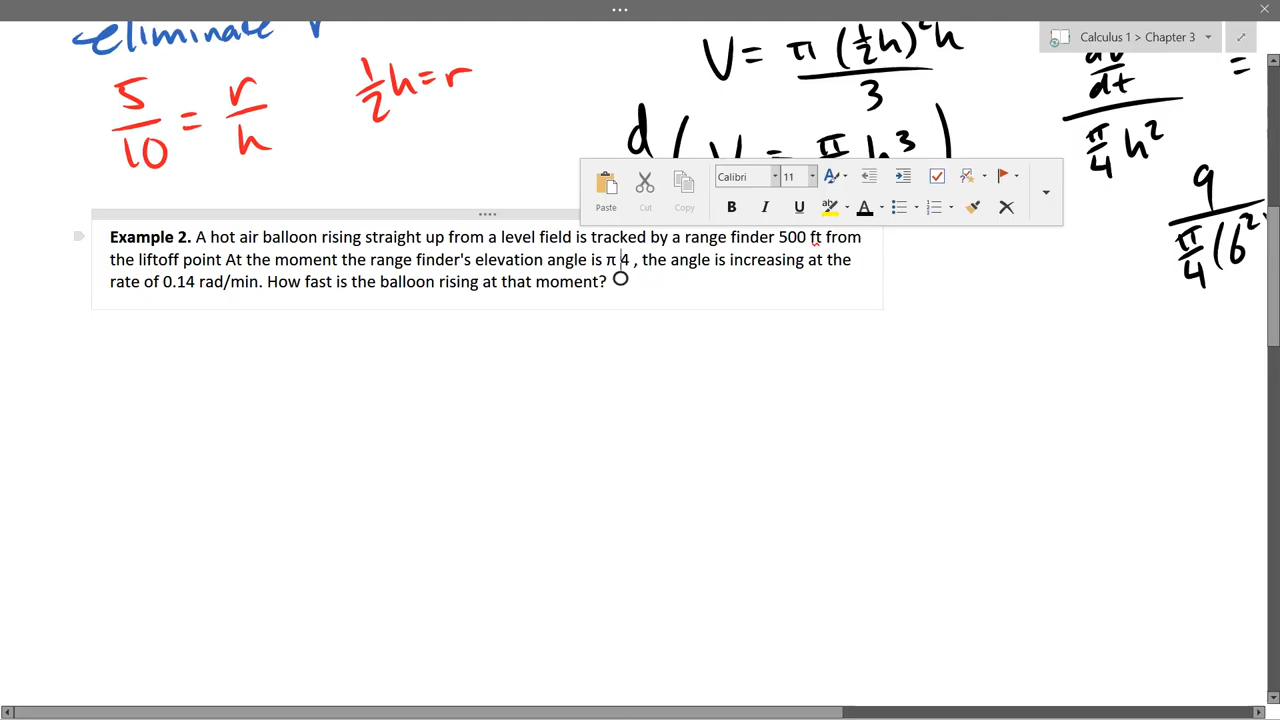 eliminate r
5/10 = r/h
1/2 h = r
V = π(1/2 h)²h / 3
d/ ( V = π h³ )
dV/dt =
π/4 h²
9
π/4 (6²
Calculus 1 > Chapter 3
Calibri 11
Paste Cut Copy
B I U A
Example 2. A hot air balloon rising straight up from a level field is tracked by a range finder 500 ft from
the liftoff point At the moment the range finder's elevation angle is π 4 , the angle is increasing at the
rate of 0.14 rad/min. How fast is the balloon rising at that moment?